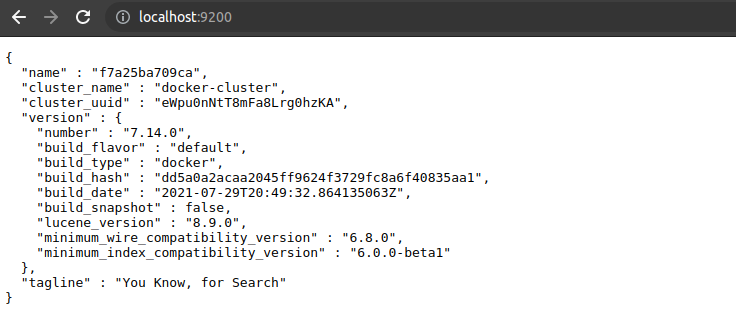 localhost:9200
{
  "name" : "f7a25ba709ca",
  "cluster_name" : "docker-cluster",
  "cluster_uuid" : "eWpu0nNtT8mFa8Lrg0hzKA",
  "version" : {
    "number" : "7.14.0",
    "build_flavor" : "default",
    "build_type" : "docker",
    "build_hash" : "dd5a0a2acaa2045ff9624f3729fc8a6f40835aa1",
    "build_date" : "2021-07-29T20:49:32.864135063Z",
    "build_snapshot" : false,
    "lucene_version" : "8.9.0",
    "minimum_wire_compatibility_version" : "6.8.0",
    "minimum_index_compatibility_version" : "6.0.0-beta1"
  },
  "tagline" : "You Know, for Search"
}